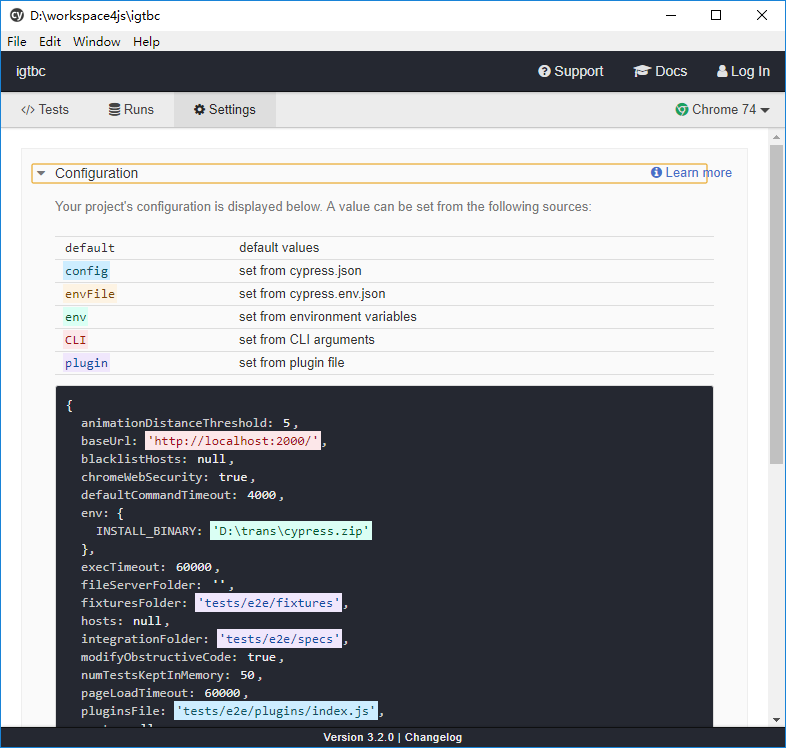 D:\workspace4js\igtbc
File Edit Window Help
igtbc Support Docs Log In
</> Tests Runs Settings Chrome 74
Configuration Learn more
Your project's configuration is displayed below. A value can be set from the following sources:
default default values
config set from cypress.json
envFile set from cypress.env.json
env set from environment variables
CLI set from CLI arguments
plugin set from plugin file
{
animationDistanceThreshold: 5,
baseUrl: 'http://localhost:2000/',
blacklistHosts: null,
chromeWebSecurity: true,
defaultCommandTimeout: 4000,
env: {
INSTALL_BINARY: 'D:\trans\cypress.zip'
},
execTimeout: 60000,
fileServerFolder: '',
fixturesFolder: 'tests/e2e/fixtures',
hosts: null,
integrationFolder: 'tests/e2e/specs',
modifyObstructiveCode: true,
numTestsKeptInMemory: 50,
pageLoadTimeout: 60000,
pluginsFile: 'tests/e2e/plugins/index.js',
Version 3.2.0 | Changelog